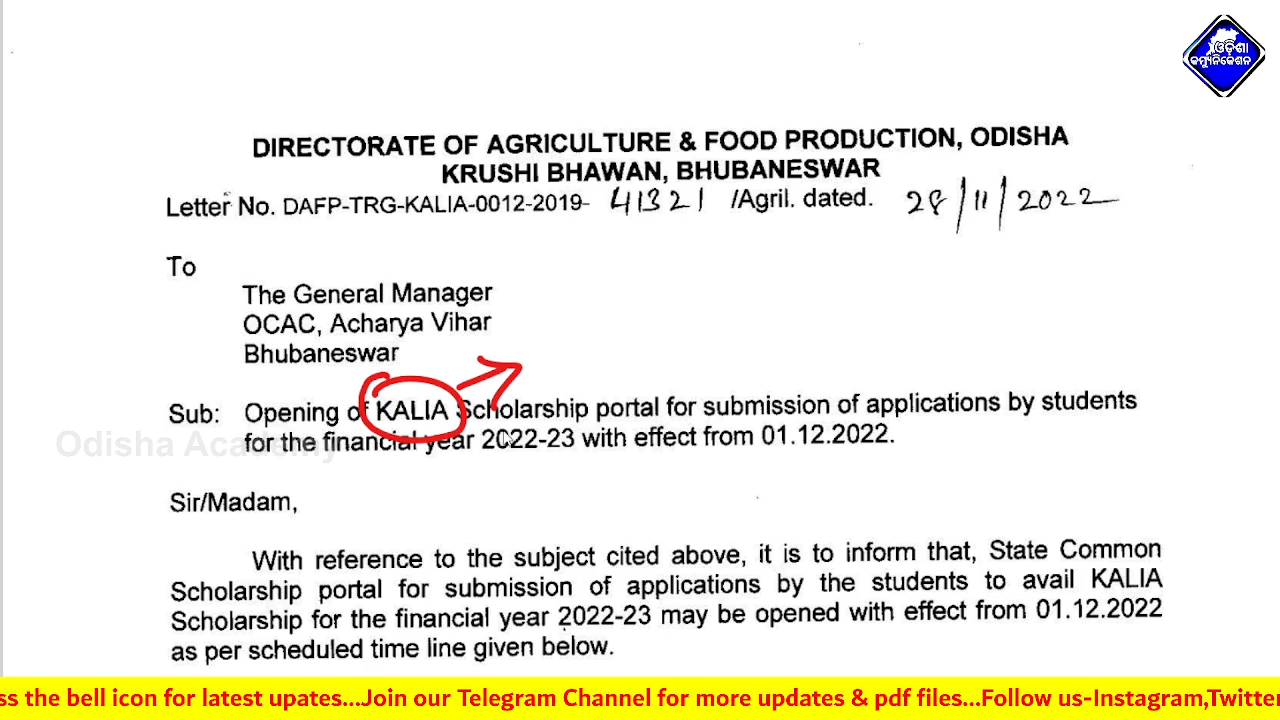 ଓଡ଼ିଶା
କମ୍ୟୁନିକେଶନ
DIRECTORATE OF AGRICULTURE & FOOD PRODUCTION, ODISHA
KRUSHI BHAWAN, BHUBANESWAR
Letter No. DAFP-TRG-KALIA-0012-2019- 41321 /Agril. dated. 28/11/2022
To
The General Manager
OCAC, Acharya Vihar
Bhubaneswar
Sub: Opening of KALIA Scholarship portal for submission of applications by students
for the financial year 2022-23 with effect from 01.12.2022.
Odisha Academy
Sir/Madam,
With reference to the subject cited above, it is to inform that, State Common
Scholarship portal for submission of applications by the students to avail KALIA
Scholarship for the financial year 2022-23 may be opened with effect from 01.12.2022
as per scheduled time line given below.
ss the bell icon for latest upates...Join our Telegram Channel for more updates & pdf files...Follow us-Instagram,Twitter